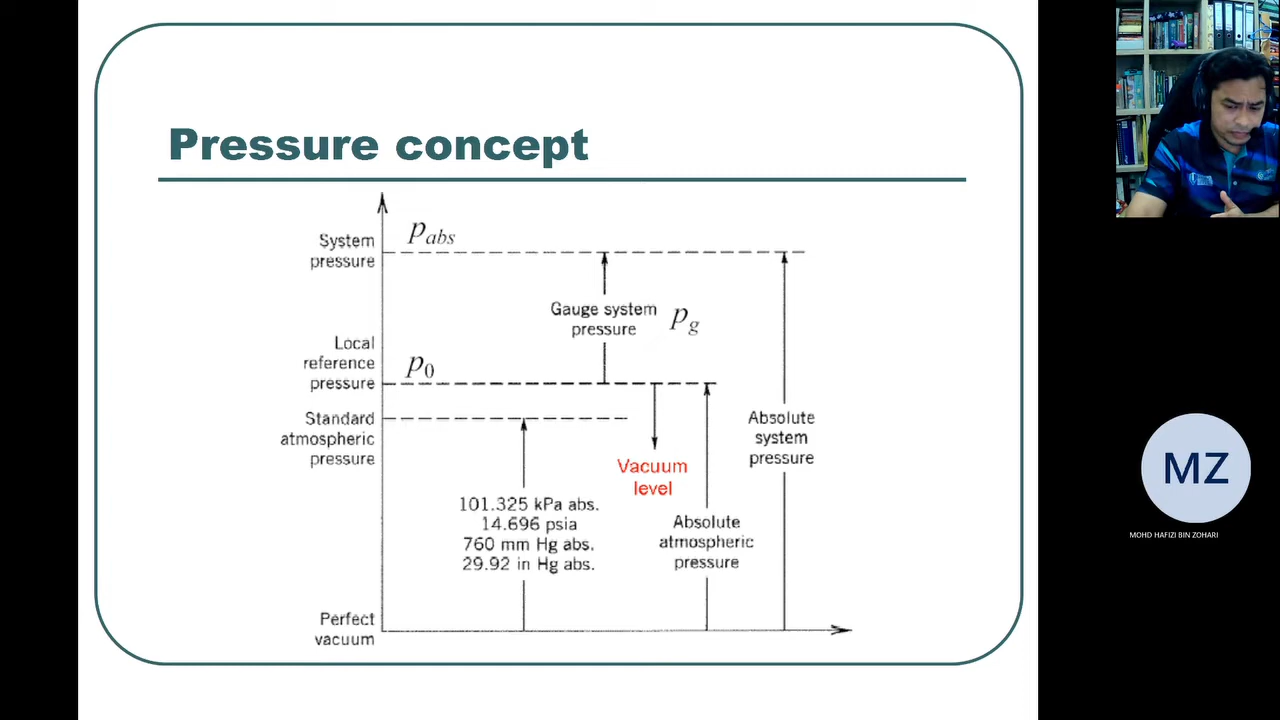 Pressure concept
System
pressure
p_abs
Gauge system
pressure
p_g
Local
reference
pressure
p_0
Standard
atmospheric
pressure
Absolute
system
pressure
Vacuum
level
101.325 kPa abs.
14.696 psia
760 mm Hg abs.
29.92 in Hg abs.
Absolute
atmospheric
pressure
Perfect
vacuum
MZ
MOHD HAFIZI BIN ZOHARI